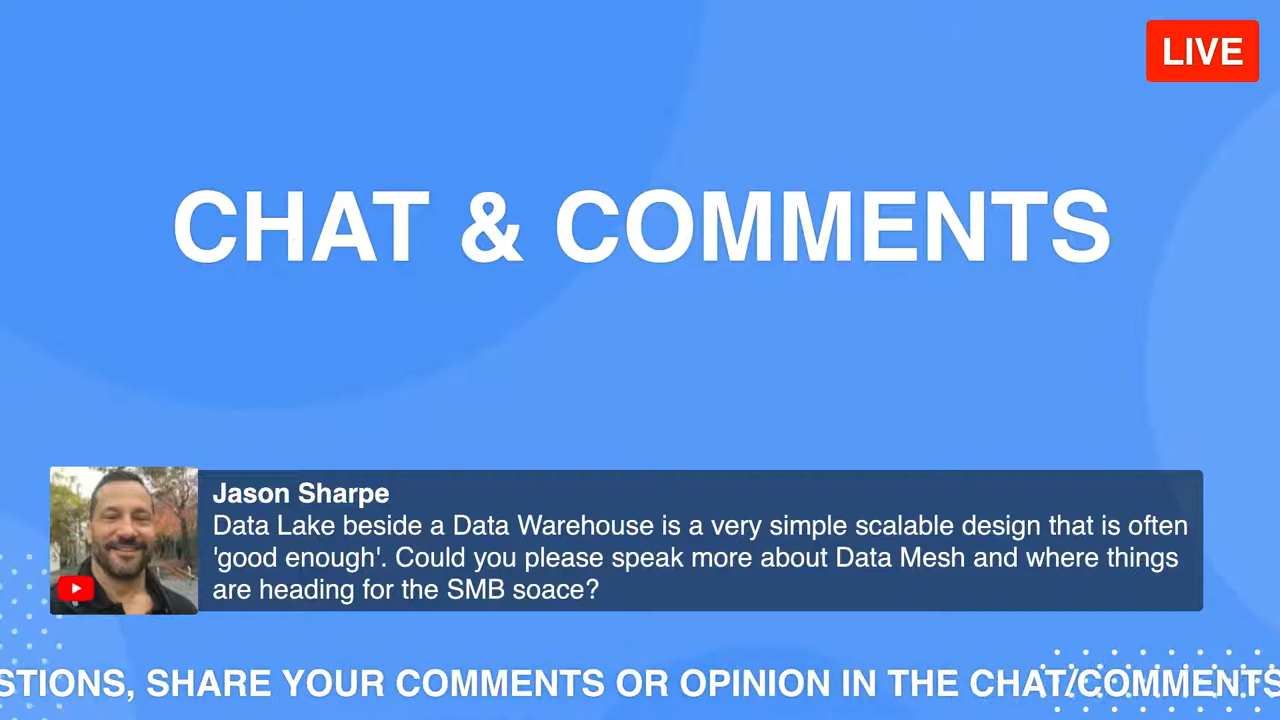 LIVE
CHAT & COMMENTS
Jason Sharpe
Data Lake beside a Data Warehouse is a very simple scalable design that is often
'good enough'. Could you please speak more about Data Mesh and where things
are heading for the SMB soace?
STIONS, SHARE YOUR COMMENTS OR OPINION IN THE CHAT/COMMENTS